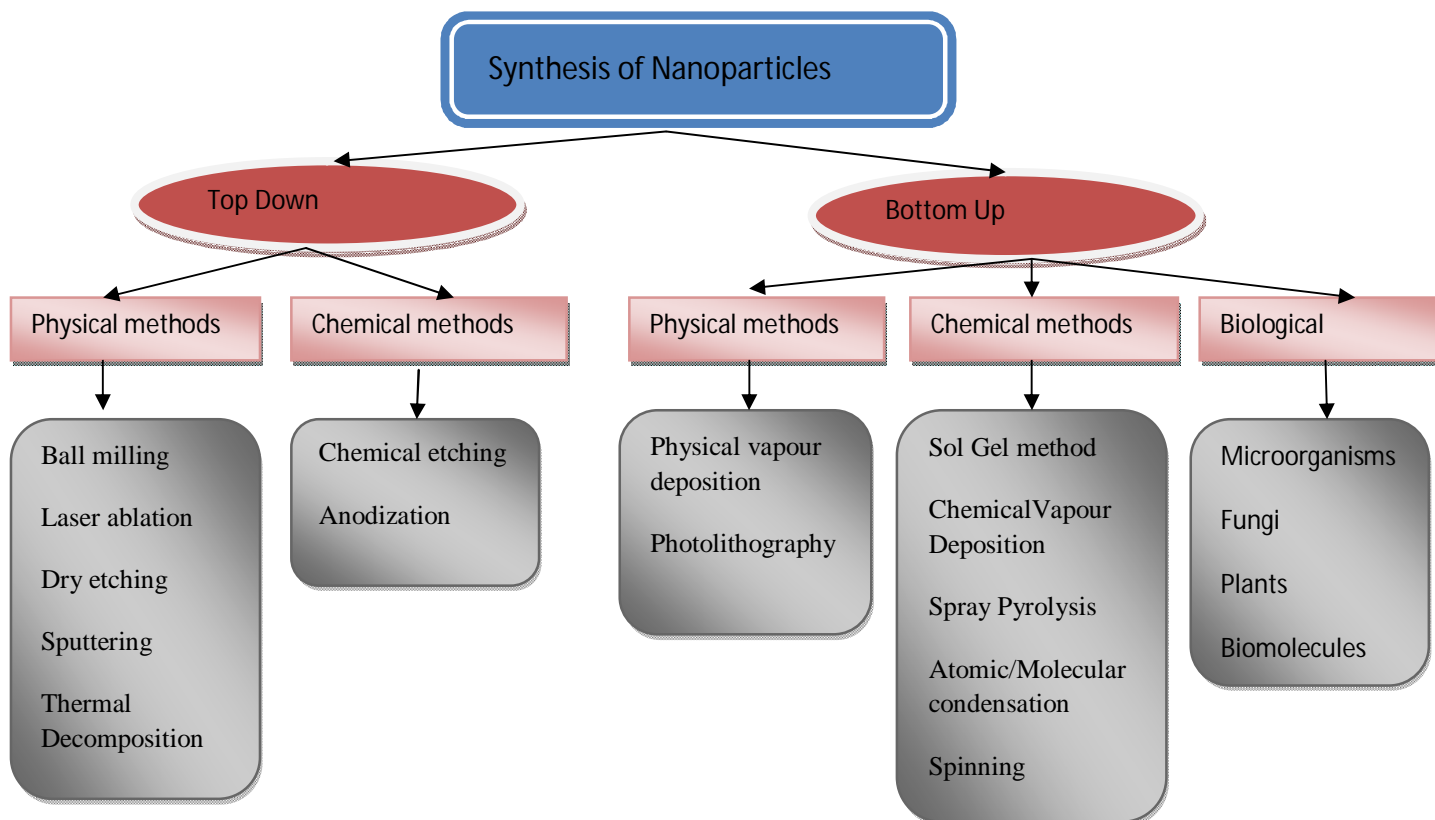 Synthesis of Nanoparticles
Top Down
Bottom Up
Physical methods
Chemical methods
Physical methods
Chemical methods
Biological
Ball milling
Laser ablation
Dry etching
Sputtering
Thermal
Decomposition
Chemical etching
Anodization
Physical vapour
deposition
Photolithography
Sol Gel method
ChemicalVapour
Deposition
Spray Pyrolysis
Atomic/Molecular
condensation
Spinning
Microorganisms
Fungi
Plants
Biomolecules